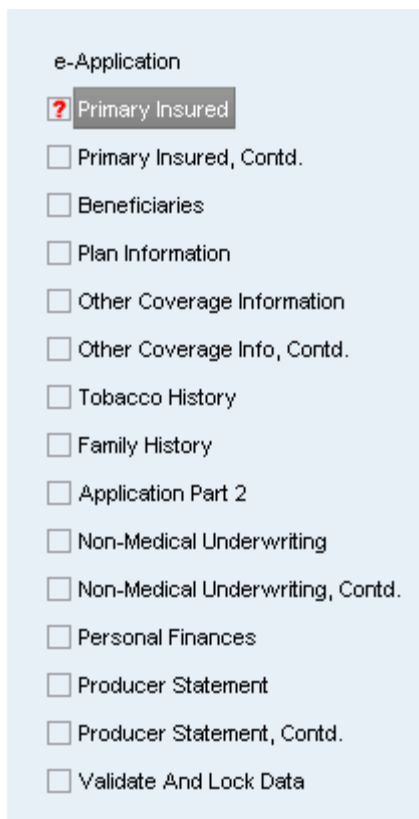 e-Application
? Primary Insured
Primary Insured, Contd.
Beneficiaries
Plan Information
Other Coverage Information
Other Coverage Info, Contd.
Tobacco History
Family History
Application Part 2
Non-Medical Underwriting
Non-Medical Underwriting, Contd.
Personal Finances
Producer Statement
Producer Statement, Contd.
Validate And Lock Data